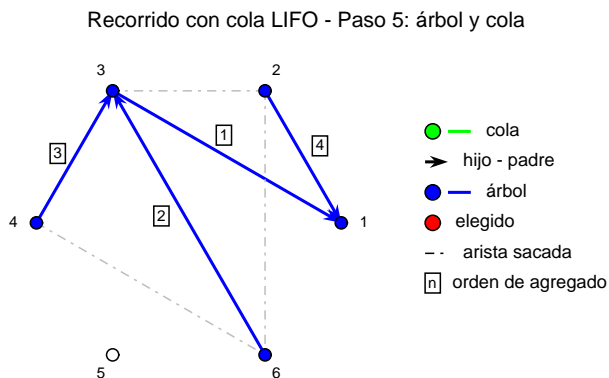 Recorrido con cola LIFO - Paso 5: árbol y cola
3
2
1
4
3
2
4
1
5
6
cola
hijo - padre
árbol
elegido
arista sacada
n orden de agregado